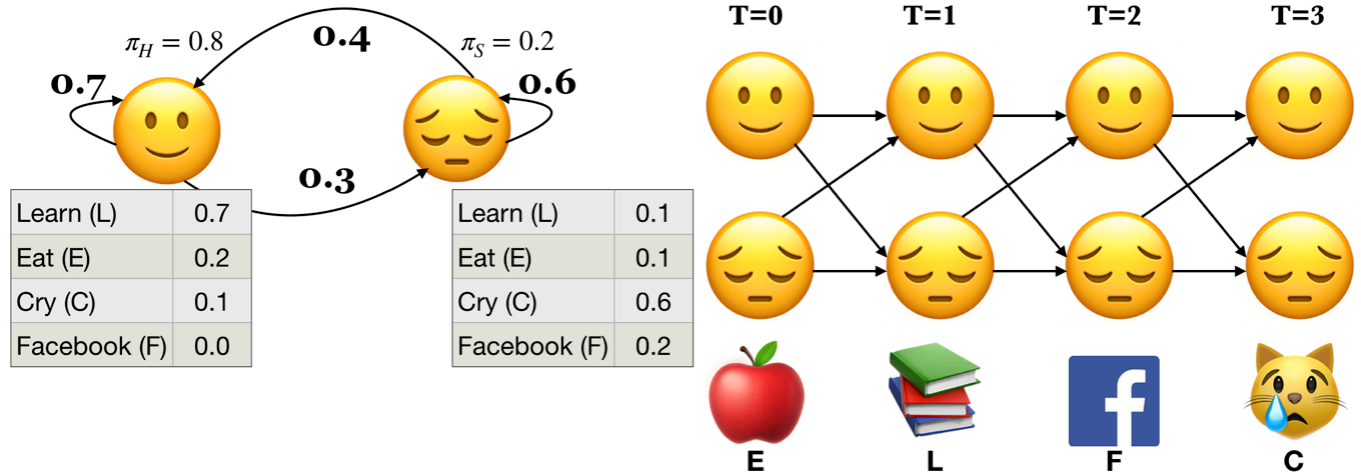 0.4
π_H = 0.8
π_S = 0.2
0.7
0.6
0.3
Learn (L) 0.7
Eat (E) 0.2
Cry (C) 0.1
Facebook (F) 0.0
Learn (L) 0.1
Eat (E) 0.1
Cry (C) 0.6
Facebook (F) 0.2
T=0 T=1 T=2 T=3
f
E L F C